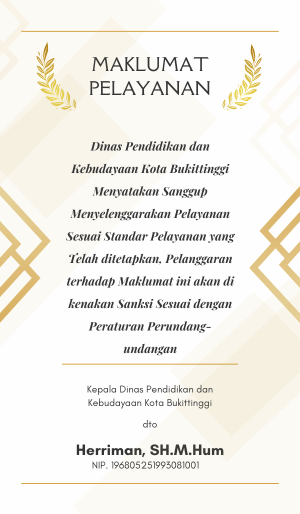 MAKLUMAT
PELAYANAN
Dinas Pendidikan dan
Kebudayaan Kota Bukittinggi
Menyatakan Sanggup
Menyelenggarakan Pelayanan
Sesuai Standar Pelayanan yang
Telah ditetapkan, Pelanggaran
terhadap Maklumat ini akan di
kenakan Sanksi Sesuai dengan
Peraturan Perundang-
undangan
Kepala Dinas Pendidikan dan
Kebudayaan Kota Bukittinggi
dto
Herriman, SH.M.Hum
NIP. 196805251993081001